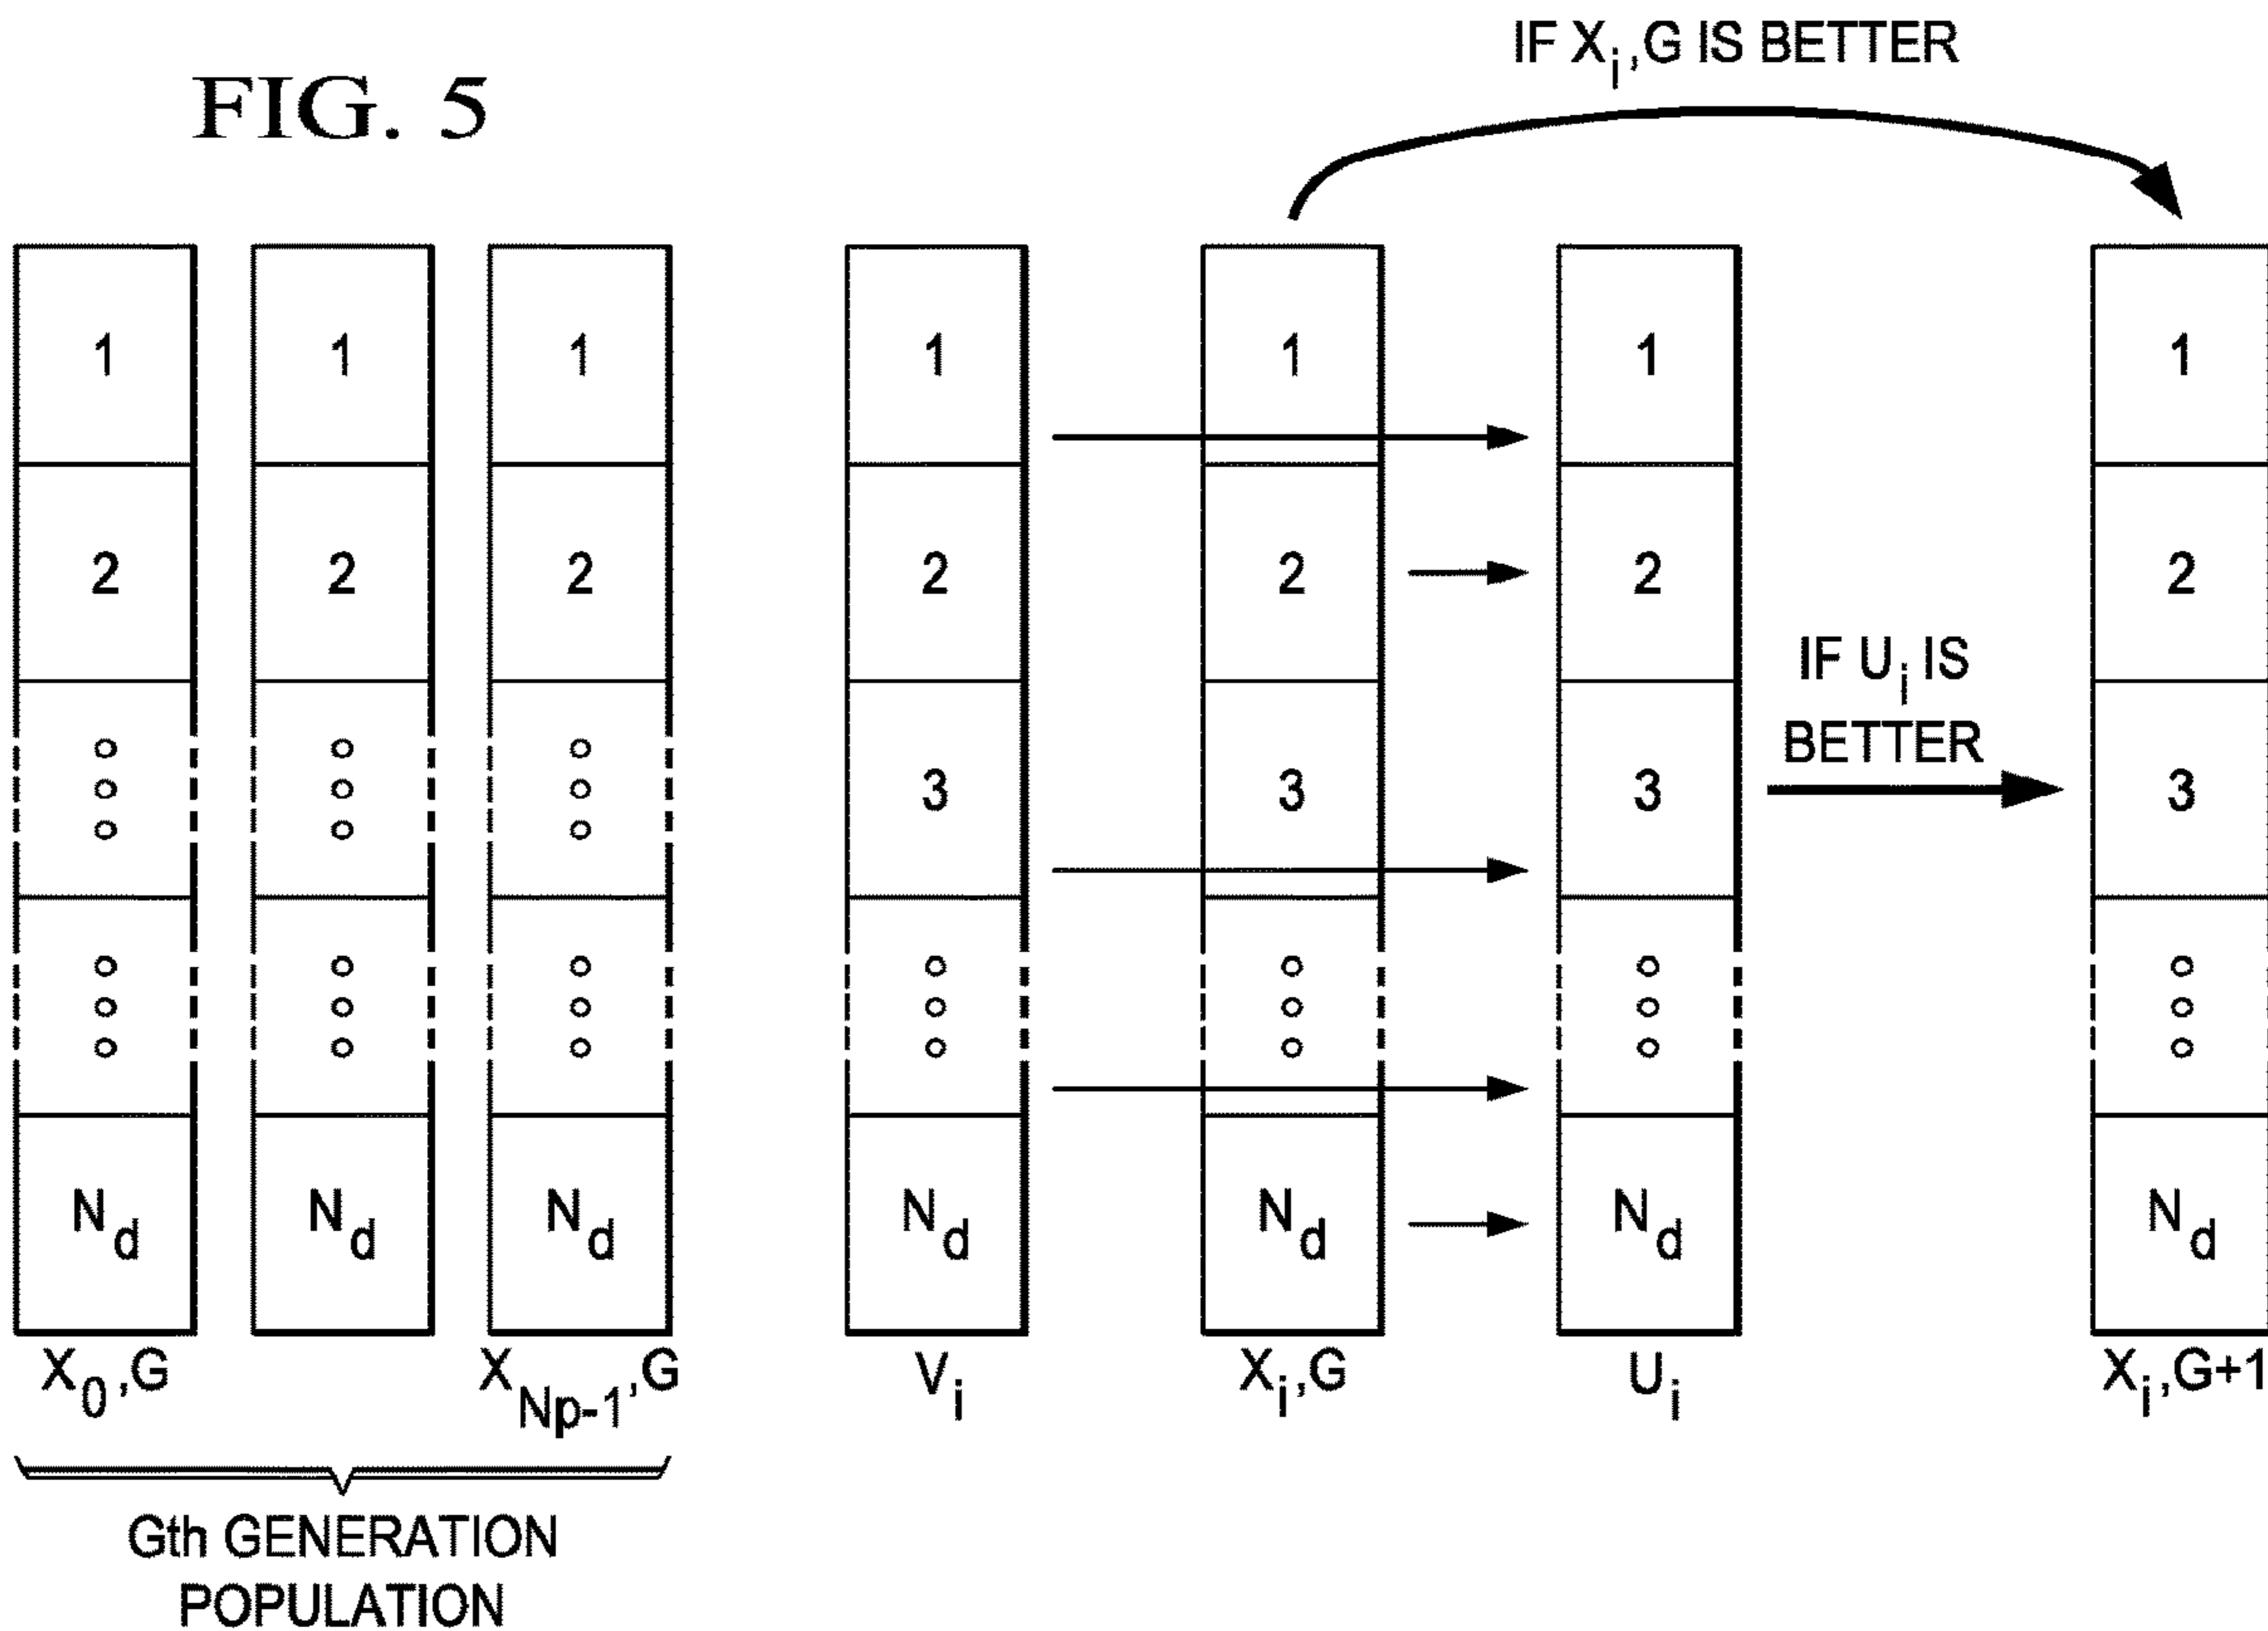 FIG. 5
IF Xi,G IS BETTER
1 1 1 1 1 1 1
2 2 2 2 2 2 2
IF Ui IS
BETTER
3 3 3 3
Nd Nd Nd Nd Nd Nd Nd
X0,G XNp-1,G Vi Xi,G Ui Xi,G+1
Gth GENERATION
POPULATION